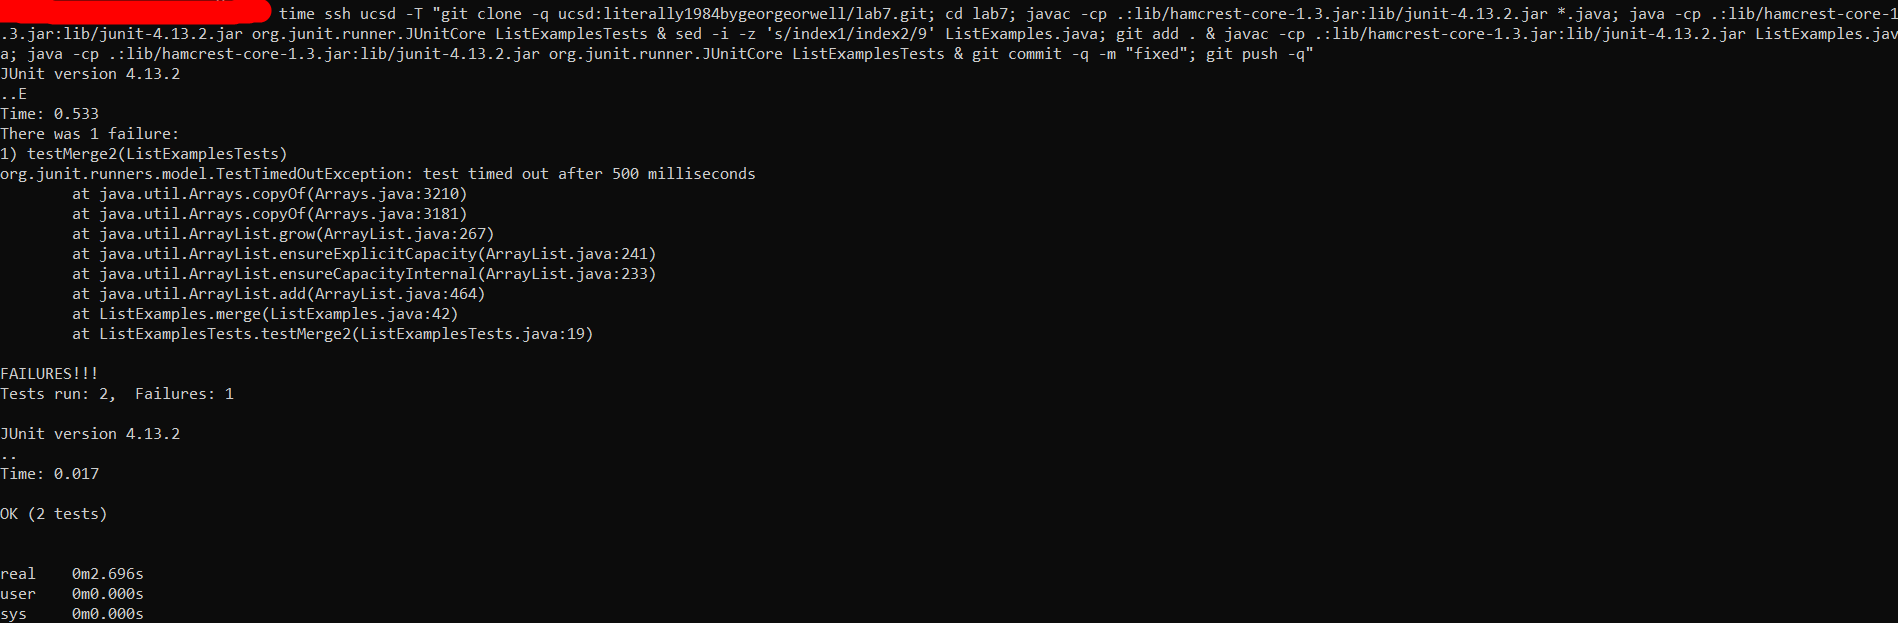 time ssh ucsd -T "git clone -q ucsd:literally1984bygeorgeorwell/lab7.git; cd lab7; javac -cp .:lib/hamcrest-core-1.3.jar:lib/junit-4.13.2.jar *.java; java -cp .:lib/hamcrest-core-1
.3.jar:lib/junit-4.13.2.jar org.junit.runner.JUnitCore ListExamplesTests & sed -i -z 's/index1/index2/9' ListExamples.java; git add . & javac -cp .:lib/hamcrest-core-1.3.jar:lib/junit-4.13.2.jar ListExamples.jav
a; java -cp .:lib/hamcrest-core-1.3.jar:lib/junit-4.13.2.jar org.junit.runner.JUnitCore ListExamplesTests & git commit -q -m "fixed"; git push -q"
JUnit version 4.13.2
..E
Time: 0.533
There was 1 failure:
1) testMerge2(ListExamplesTests)
org.junit.runners.model.TestTimedOutException: test timed out after 500 milliseconds
        at java.util.Arrays.copyOf(Arrays.java:3210)
        at java.util.Arrays.copyOf(Arrays.java:3181)
        at java.util.ArrayList.grow(ArrayList.java:267)
        at java.util.ArrayList.ensureExplicitCapacity(ArrayList.java:241)
        at java.util.ArrayList.ensureCapacityInternal(ArrayList.java:233)
        at java.util.ArrayList.add(ArrayList.java:464)
        at ListExamples.merge(ListExamples.java:42)
        at ListExamplesTests.testMerge2(ListExamplesTests.java:19)

FAILURES!!!
Tests run: 2,  Failures: 1

JUnit version 4.13.2
..
Time: 0.017

OK (2 tests)


real    0m2.696s
user    0m0.000s
sys     0m0.000s